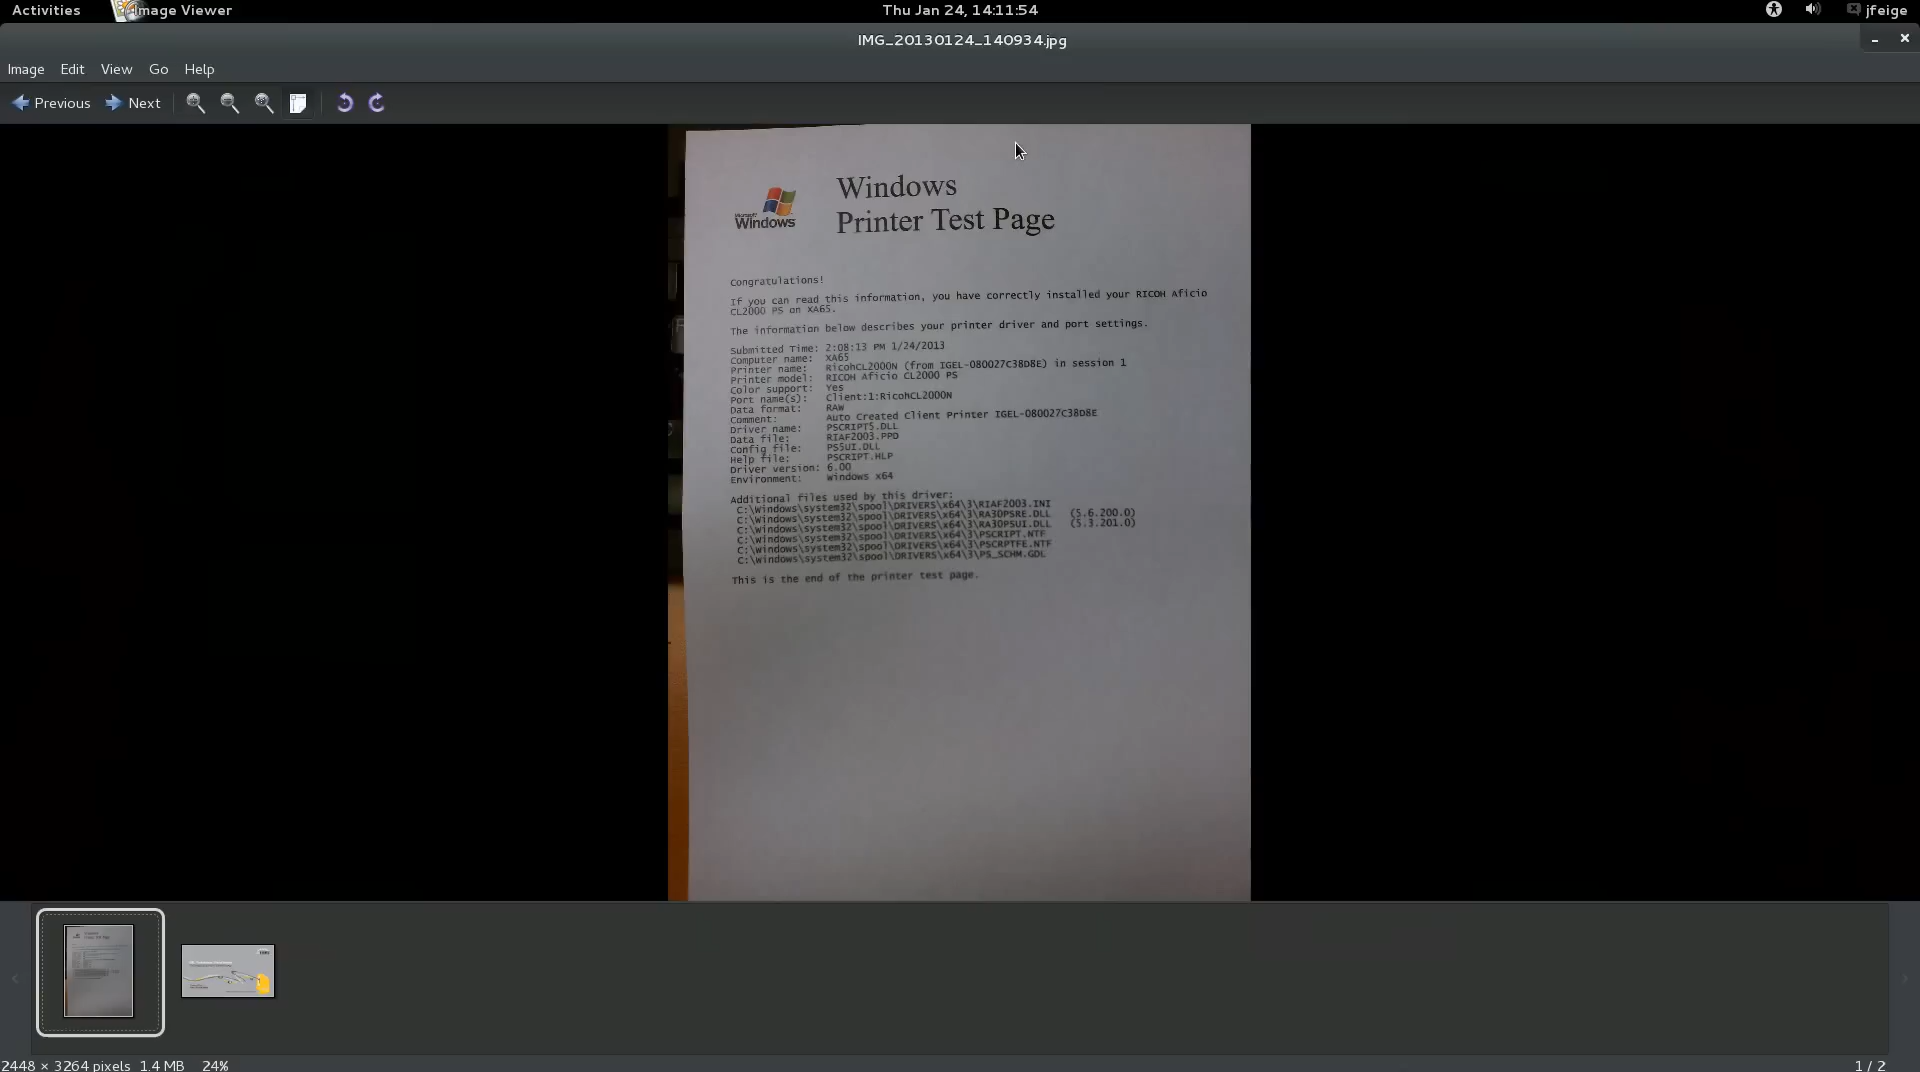 Activities Image Viewer Thu Jan 24, 14:11:54 jfeige
IMG_20130124_140934.jpg
Image Edit View Go Help
Previous Next
Microsoft
Windows
Windows
Printer Test Page
Congratulations!
If you can read this information, you have correctly installed your RICOH Aficio
CL2000 PS on XA65.
The information below describes your printer driver and port settings.
Submitted Time: 2:08:13 PM 1/24/2013
Computer name: XA65
Printer name: RicohCL2000N (from IGEL-080027C38D8E) in session 1
Printer model: RICOH Aficio CL2000 PS
Color support: Yes
Port name(s): Client:1:RicohCL2000N
Data format: RAW
Comment: Auto Created Client Printer IGEL-080027C38D8E
Driver name: PSCRIPT5.DLL
Data file: RIAF2003.PPD
Config file: PS5UI.DLL
Help file: PSCRIPT.HLP
Driver version: 6.00
Environment: Windows x64
Additional files used by this driver:
C:\Windows\system32\spool\DRIVERS\x64\3\RIAF2003.INI
C:\Windows\system32\spool\DRIVERS\x64\3\RA3DPSRE.DLL (5.6.200.0)
C:\Windows\system32\spool\DRIVERS\x64\3\RA3DPSUI.DLL (5.3.201.0)
C:\Windows\system32\spool\DRIVERS\x64\3\PSCRIPT.NTF
C:\Windows\system32\spool\DRIVERS\x64\3\PSCRPTFE.NTF
C:\Windows\system32\spool\DRIVERS\x64\3\PS_SCHM.GDL
This is the end of the printer test page.
2448 × 3264 pixels 1.4 MB 24% 1 / 2